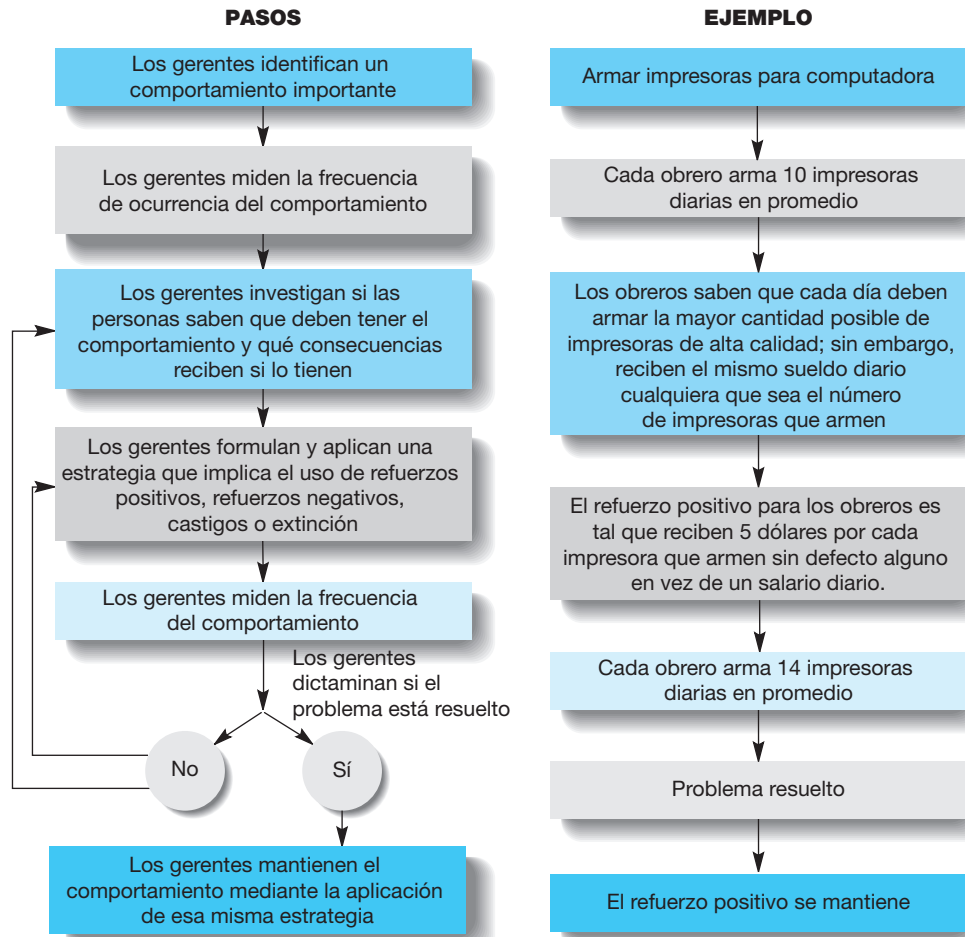 PASOS
Los gerentes identifican un
comportamiento importante
Los gerentes miden la frecuencia
de ocurrencia del comportamiento
Los gerentes investigan si las
personas saben que deben tener el
comportamiento y qué consecuencias
reciben si lo tienen
Los gerentes formulan y aplican una
estrategia que implica el uso de refuerzos
positivos, refuerzos negativos,
castigos o extinción
Los gerentes miden la frecuencia
del comportamiento
Los gerentes
dictaminan si el
problema está resuelto
No
Sí
Los gerentes mantienen el
comportamiento mediante la aplicación
de esa misma estrategia
EJEMPLO
Armar impresoras para computadora
Cada obrero arma 10 impresoras
diarias en promedio
Los obreros saben que cada día deben
armar la mayor cantidad posible de
impresoras de alta calidad; sin embargo,
reciben el mismo sueldo diario
cualquiera que sea el número
de impresoras que armen
El refuerzo positivo para los obreros es
tal que reciben 5 dólares por cada
impresora que armen sin defecto alguno
en vez de un salario diario.
Cada obrero arma 14 impresoras
diarias en promedio
Problema resuelto
El refuerzo positivo se mantiene